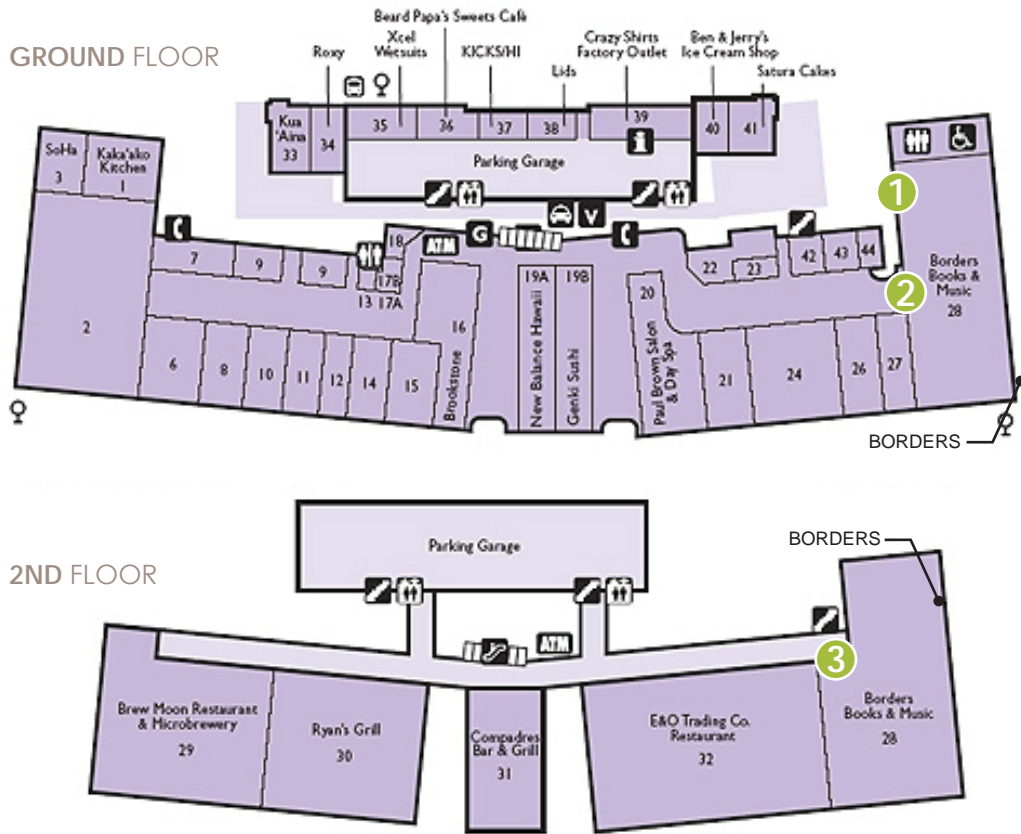 GROUND FLOOR
Beard Papa's Sweets Cafe
Roxy
Xcel
Wetsuits
KICKS/HI
Lids
Crazy Shirts
Factory Outlet
Ben & Jerry's
Ice Cream Shop
Satura Cakes
Kua
'Aina
33
34
35
36
37
38
39
i
40
41
Parking Garage
SoHa
3
Kaka'ako
Kitchen
1
1
V
ATM
G
18
7
9
9
17B
13
17A
22
23
42
43
44
2
Borders
Books &
Music
28
2
6
8
10
11
12
14
15
16
Brookstone
19A
New Balance Hawaii
19B
Genki Sushi
20
Paul Brown Salon
& Day Spa
21
24
26
27
BORDERS
2ND FLOOR
Parking Garage
BORDERS
ATM
3
Brew Moon Restaurant
& Microbrewery
29
Ryan's Grill
30
Compadres
Bar & Grill
31
E&O Trading Co.
Restaurant
32
Borders
Books & Music
28